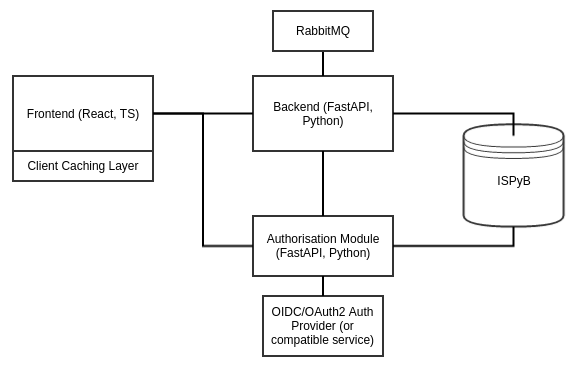 RabbitMQ
Frontend (React, TS)
Client Caching Layer
Backend (FastAPI,
Python)
ISPyB
Authorisation Module
(FastAPI, Python)
OIDC/OAuth2 Auth
Provider (or
compatible service)